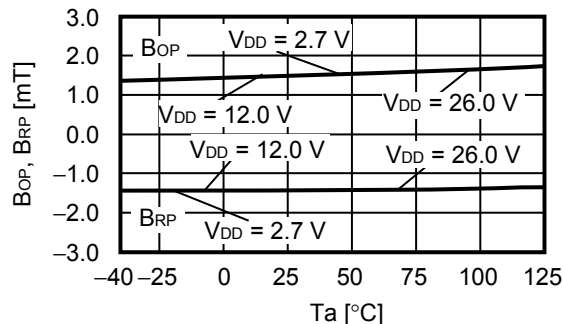 3.0
2.0
1.0
0.0
−1.0
−2.0
−3.0
BOP, BRP [mT]
BOP
VDD = 2.7 V
VDD = 12.0 V
VDD = 26.0 V
VDD = 12.0 V
VDD = 26.0 V
BRP
VDD = 2.7 V
−40 −25 0 25 50 75 100 125
Ta [°C]